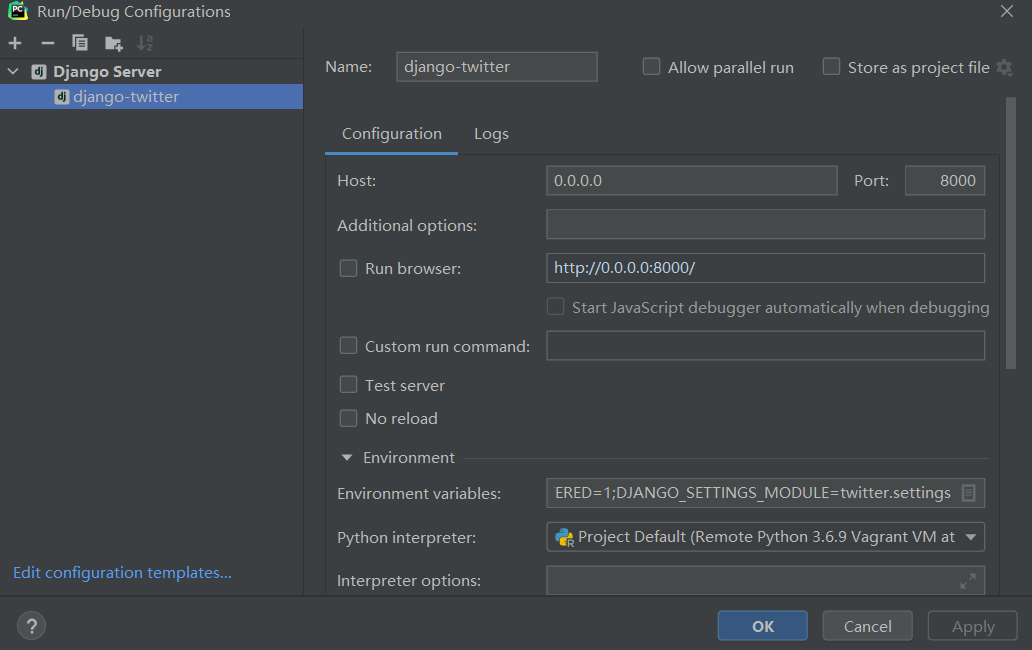 Run/Debug Configurations
Django Server
django-twitter
Edit configuration templates...
Name: django-twitter Allow parallel run Store as project file
Configuration Logs
Host: 0.0.0.0 Port: 8000
Additional options:
Run browser: http://0.0.0.0:8000/
Start JavaScript debugger automatically when debugging
Custom run command:
Test server
No reload
Environment
Environment variables: ERED=1;DJANGO_SETTINGS_MODULE=twitter.settings
Python interpreter: Project Default (Remote Python 3.6.9 Vagrant VM at
Interpreter options:
? OK Cancel Apply